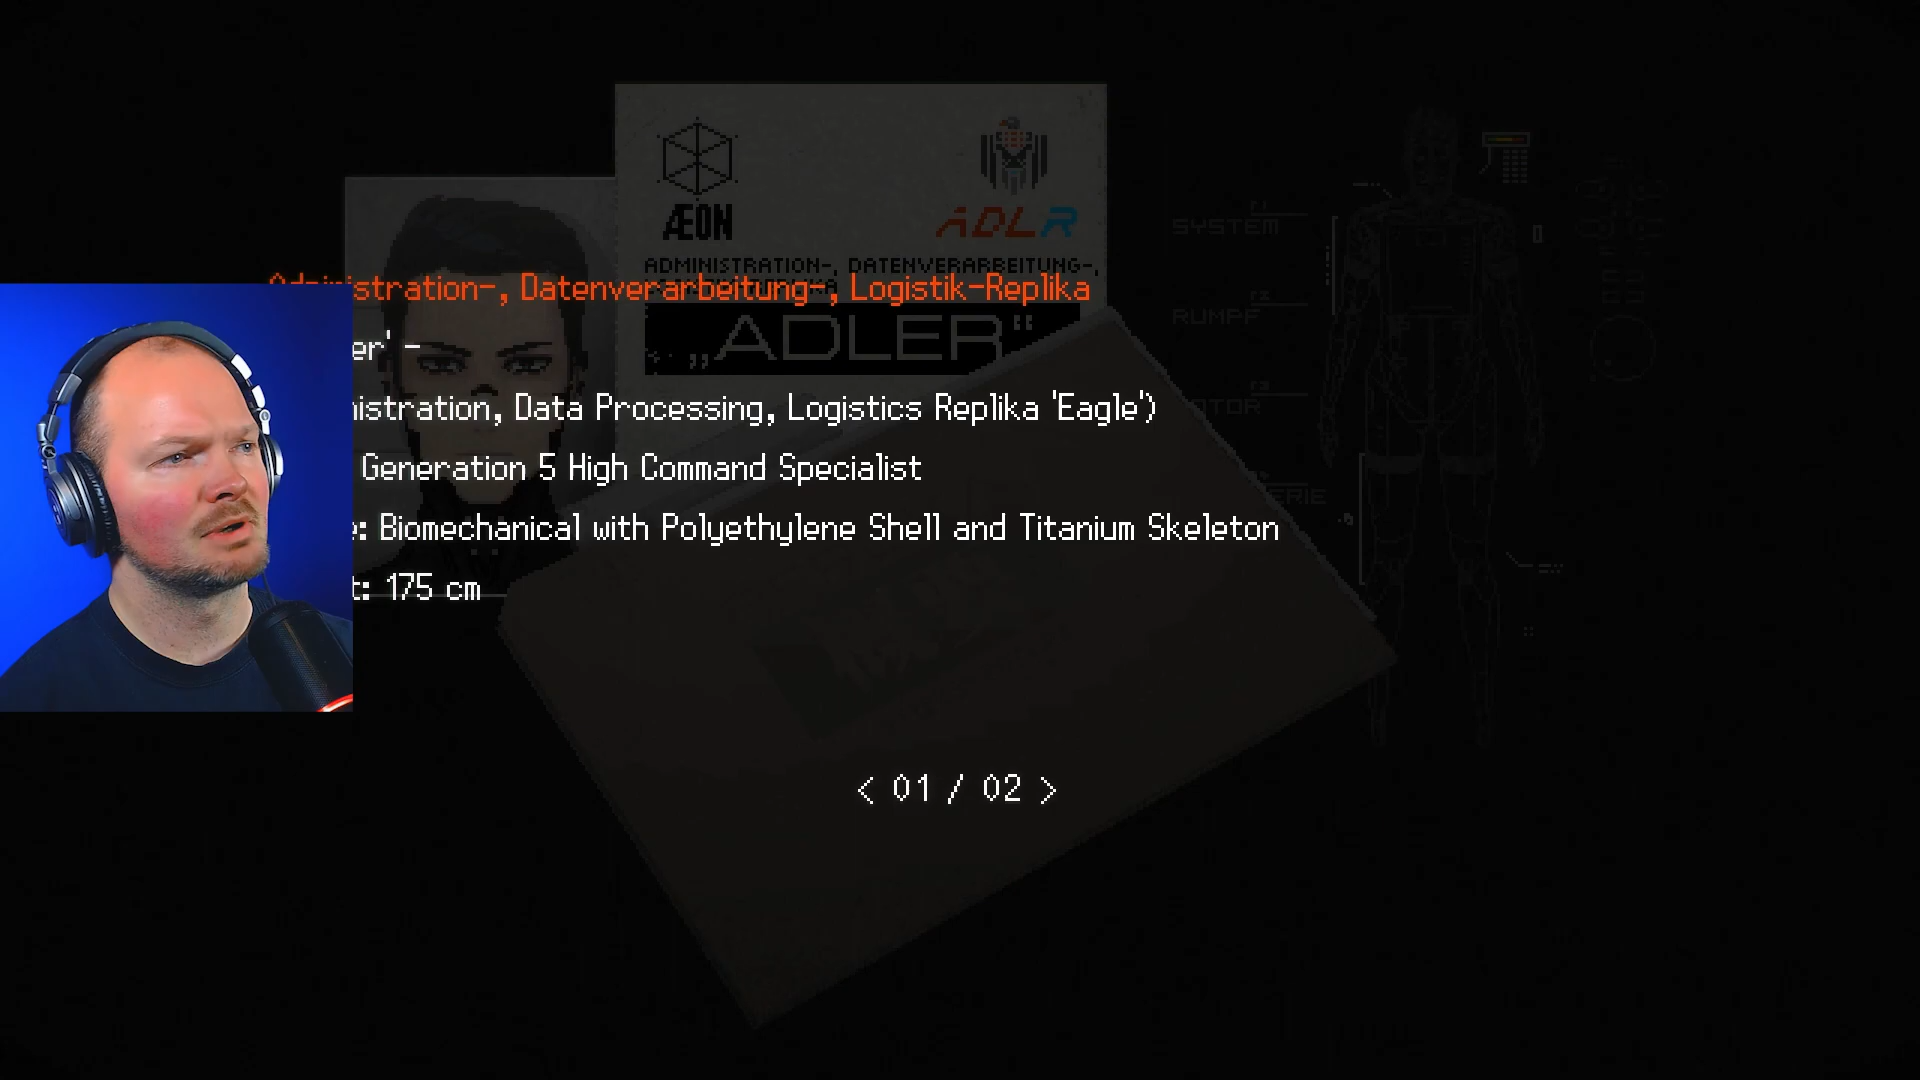 ÆON
ADLR
ADMINISTRATION-, DATENVERARBEITUNG-,
istration-, Datenverarbeitung-, Logistik-Replika
„ADLER“
er' -
nistration, Data Processing, Logistics Replika 'Eagle')
Generation 5 High Command Specialist
e: Biomechanical with Polyethylene Shell and Titanium Skeleton
t: 175 cm
SYSTEM
RUMPF
< 01 / 02 >